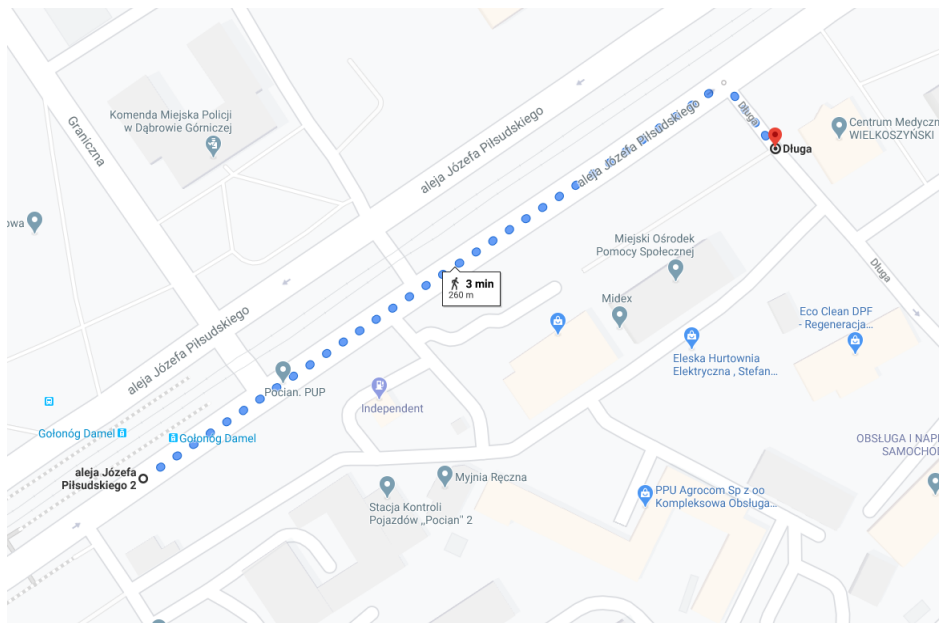 Komenda Miejska Policji
w Dąbrowie Górniczej
Graniczna
aleja Józefa Piłsudskiego
aleja Józefa Piłsudskiego
Długa
Centrum Medyczn
WIELKOSZYŃSKI
Długa
owa
Miejski Ośrodek
Pomocy Społecznej
3 min
260 m
Midex
Długa
Eco Clean DPF
- Regeneracja...
aleja Józefa Piłsudskiego
Eleska Hurtownia
Elektryczna , Stefan...
Pocian. PUP
Independent
Gołonóg Damel
Gołonóg Damel
OBSŁUGA I NAP
SAMOCHOD
aleja Józefa
Piłsudskiego 2
Myjnia Ręczna
Stacja Kontroli
Pojazdów „Pocian" 2
PPU Agrocom Sp z oo
Kompleksowa Obsługa...